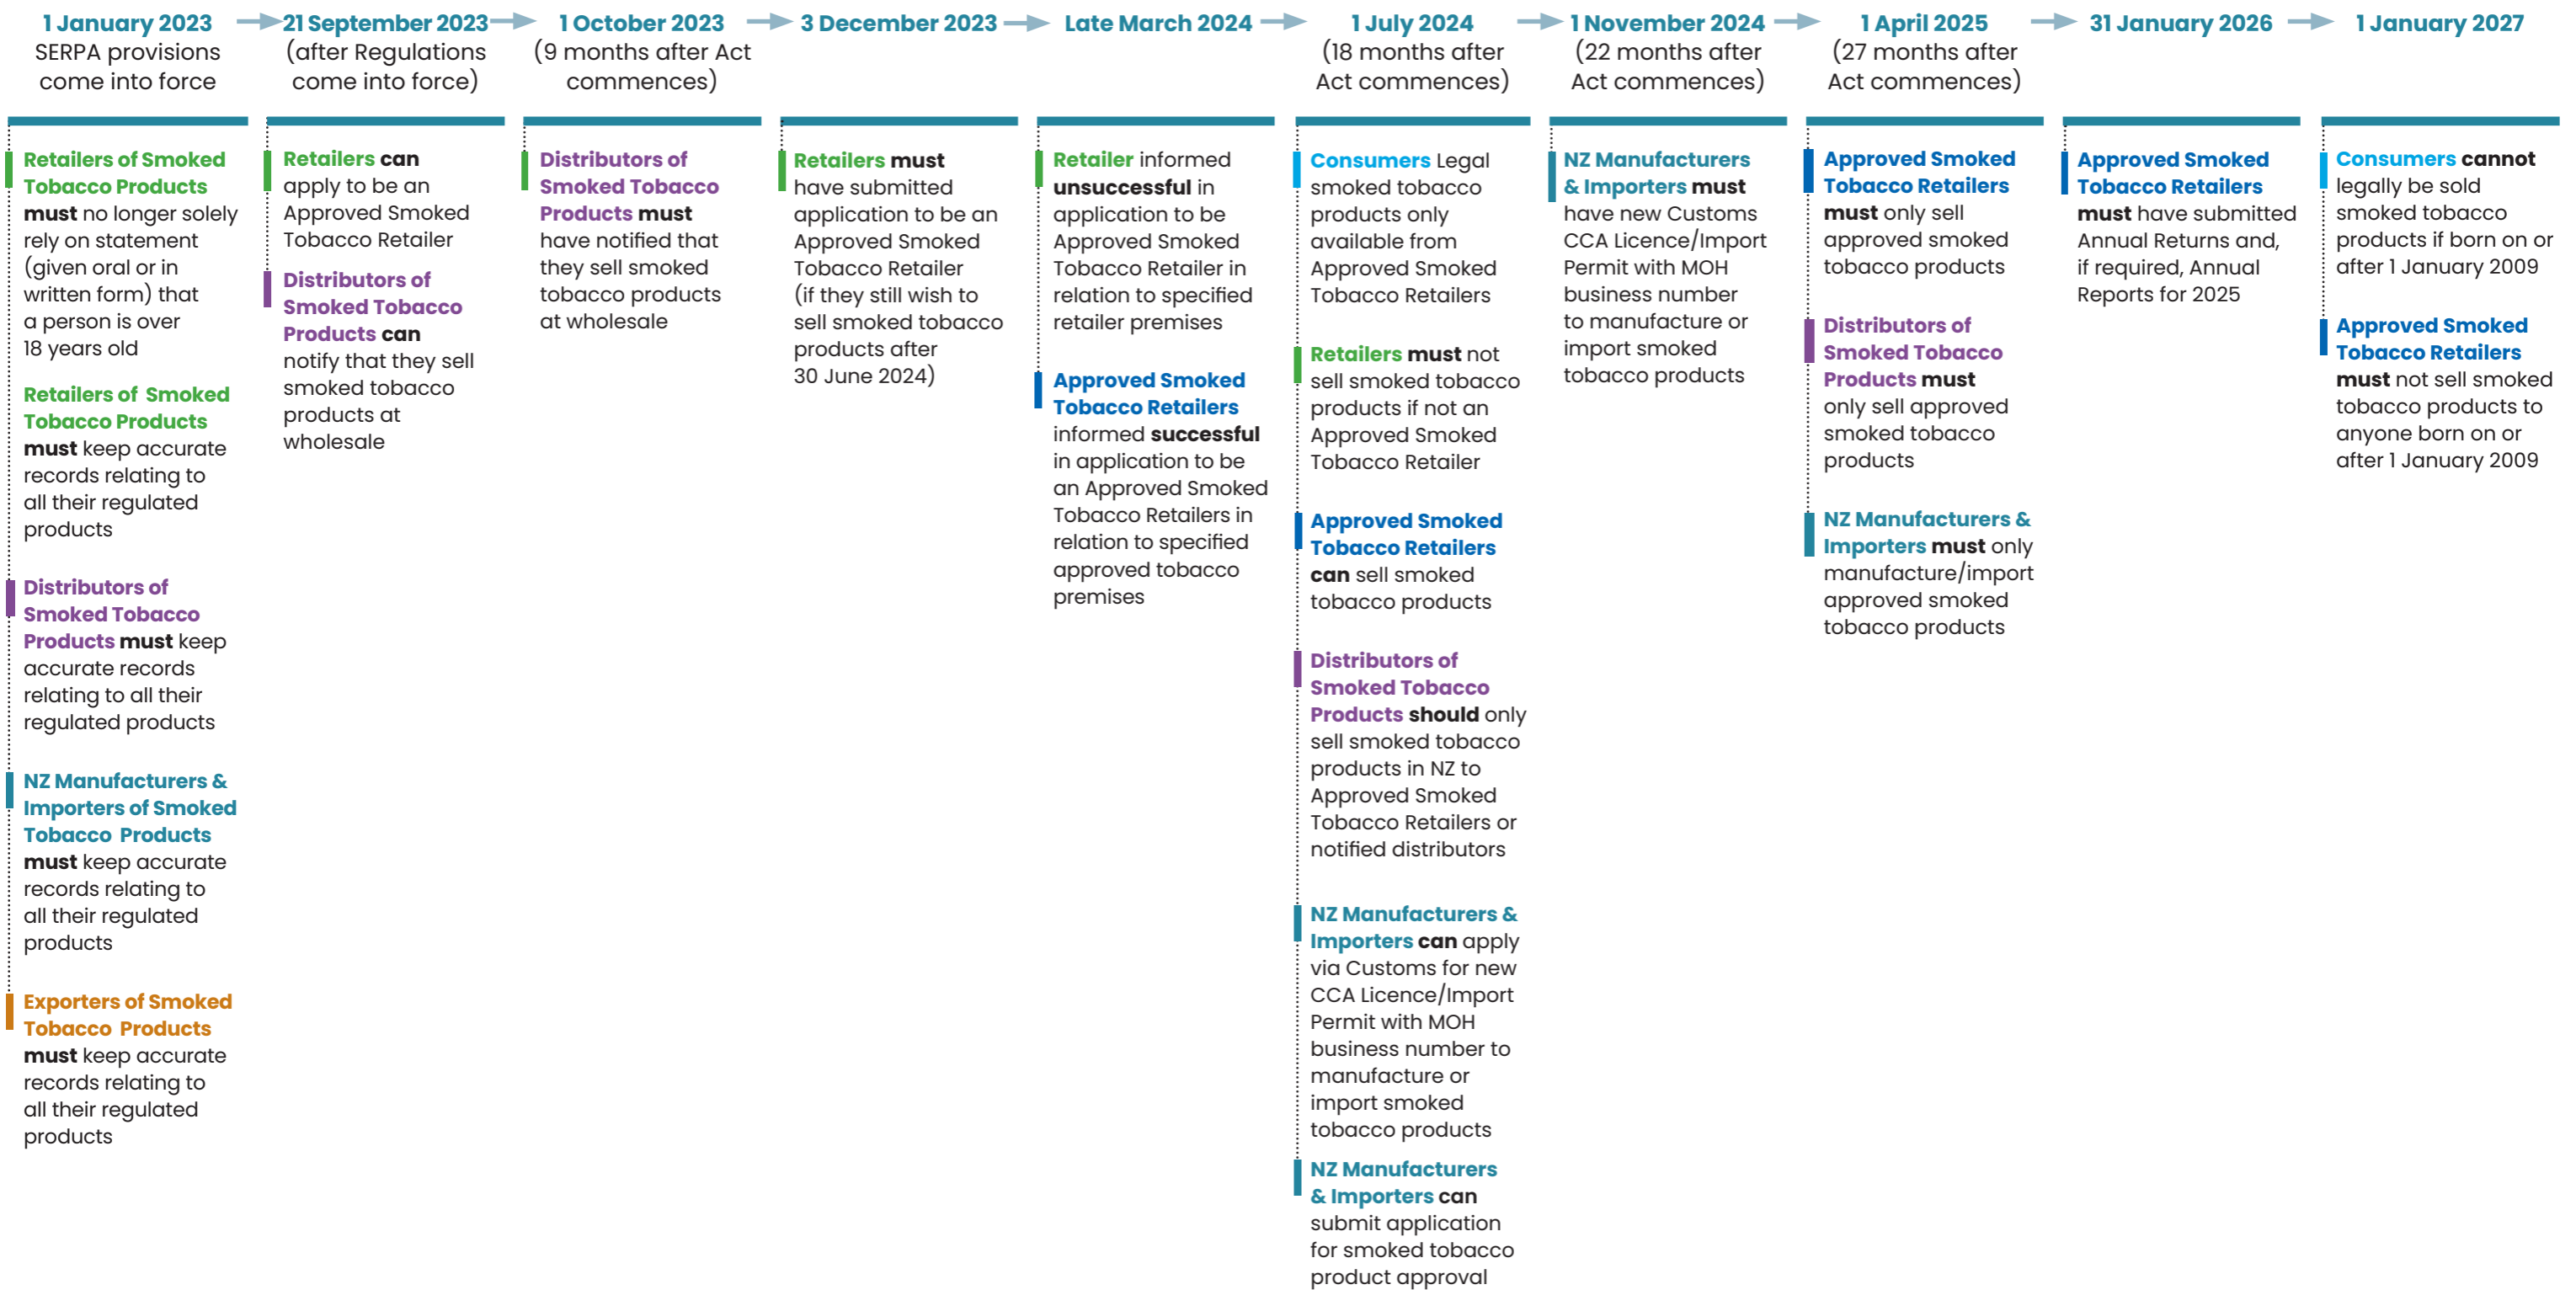 1 January 2023
SERPA provisions
come into force
21 September 2023
(after Regulations
come into force)
1 October 2023
(9 months after Act
commences)
3 December 2023
Late March 2024
1 July 2024
(18 months after
Act commences)
1 November 2024
(22 months after
Act commences)
1 April 2025
(27 months after
Act commences)
31 January 2026
1 January 2027
Retailers of Smoked
Tobacco Products
must no longer solely
rely on statement
(given oral or in
written form) that
a person is over
18 years old
Retailers of Smoked
Tobacco Products
must keep accurate
records relating to
all their regulated
products
Distributors of
Smoked Tobacco
Products must keep
accurate records
relating to all their
regulated products
NZ Manufacturers &
Importers of Smoked
Tobacco Products
must keep accurate
records relating to
all their regulated
products
Exporters of Smoked
Tobacco Products
must keep accurate
records relating to
all their regulated
products
Retailers can
apply to be an
Approved Smoked
Tobacco Retailer
Distributors of
Smoked Tobacco
Products can
notify that they sell
smoked tobacco
products at
wholesale
Distributors of
Smoked Tobacco
Products must
have notified that
they sell smoked
tobacco products
at wholesale
Retailers must
have submitted
application to be an
Approved Smoked
Tobacco Retailer
(if they still wish to
sell smoked tobacco
products after
30 June 2024)
Retailer informed
unsuccessful in
application to be
Approved Smoked
Tobacco Retailer in
relation to specified
retailer premises
Approved Smoked
Tobacco Retailers
informed successful
in application to be
an Approved Smoked
Tobacco Retailers in
relation to specified
approved tobacco
premises
Consumers Legal
smoked tobacco
products only
available from
Approved Smoked
Tobacco Retailers
Retailers must not
sell smoked tobacco
products if not an
Approved Smoked
Tobacco Retailer
Approved Smoked
Tobacco Retailers
can sell smoked
tobacco products
Distributors of
Smoked Tobacco
Products should only
sell smoked tobacco
products in NZ to
Approved Smoked
Tobacco Retailers or
notified distributors
NZ Manufacturers &
Importers can apply
via Customs for new
CCA Licence/Import
Permit with MOH
business number to
manufacture or
import smoked
tobacco products
NZ Manufacturers
& Importers can
submit application
for smoked tobacco
product approval
NZ Manufacturers
& Importers must
have new Customs
CCA Licence/Import
Permit with MOH
business number
to manufacture or
import smoked
tobacco products
Approved Smoked
Tobacco Retailers
must only sell
approved smoked
tobacco products
Distributors of
Smoked Tobacco
Products must
only sell approved
smoked tobacco
products
NZ Manufacturers &
Importers must only
manufacture/import
approved smoked
tobacco products
Approved Smoked
Tobacco Retailers
must have submitted
Annual Returns and,
if required, Annual
Reports for 2025
Consumers cannot
legally be sold
smoked tobacco
products if born on or
after 1 January 2009
Approved Smoked
Tobacco Retailers
must not sell smoked
tobacco products to
anyone born on or
after 1 January 2009